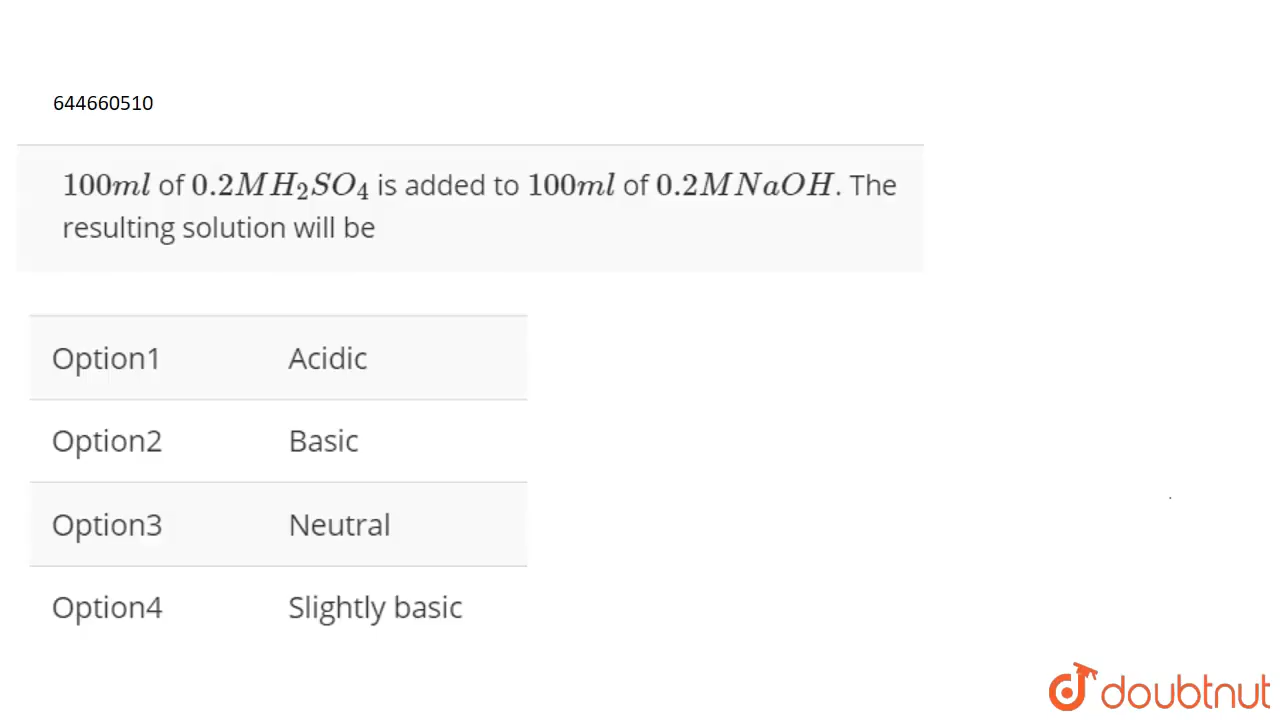 644660510
100ml of 0.2MH₂SO₄ is added to 100ml of 0.2MNaOH. The
resulting solution will be
Option1 Acidic
Option2 Basic
Option3 Neutral
Option4 Slightly basic
doubtnut